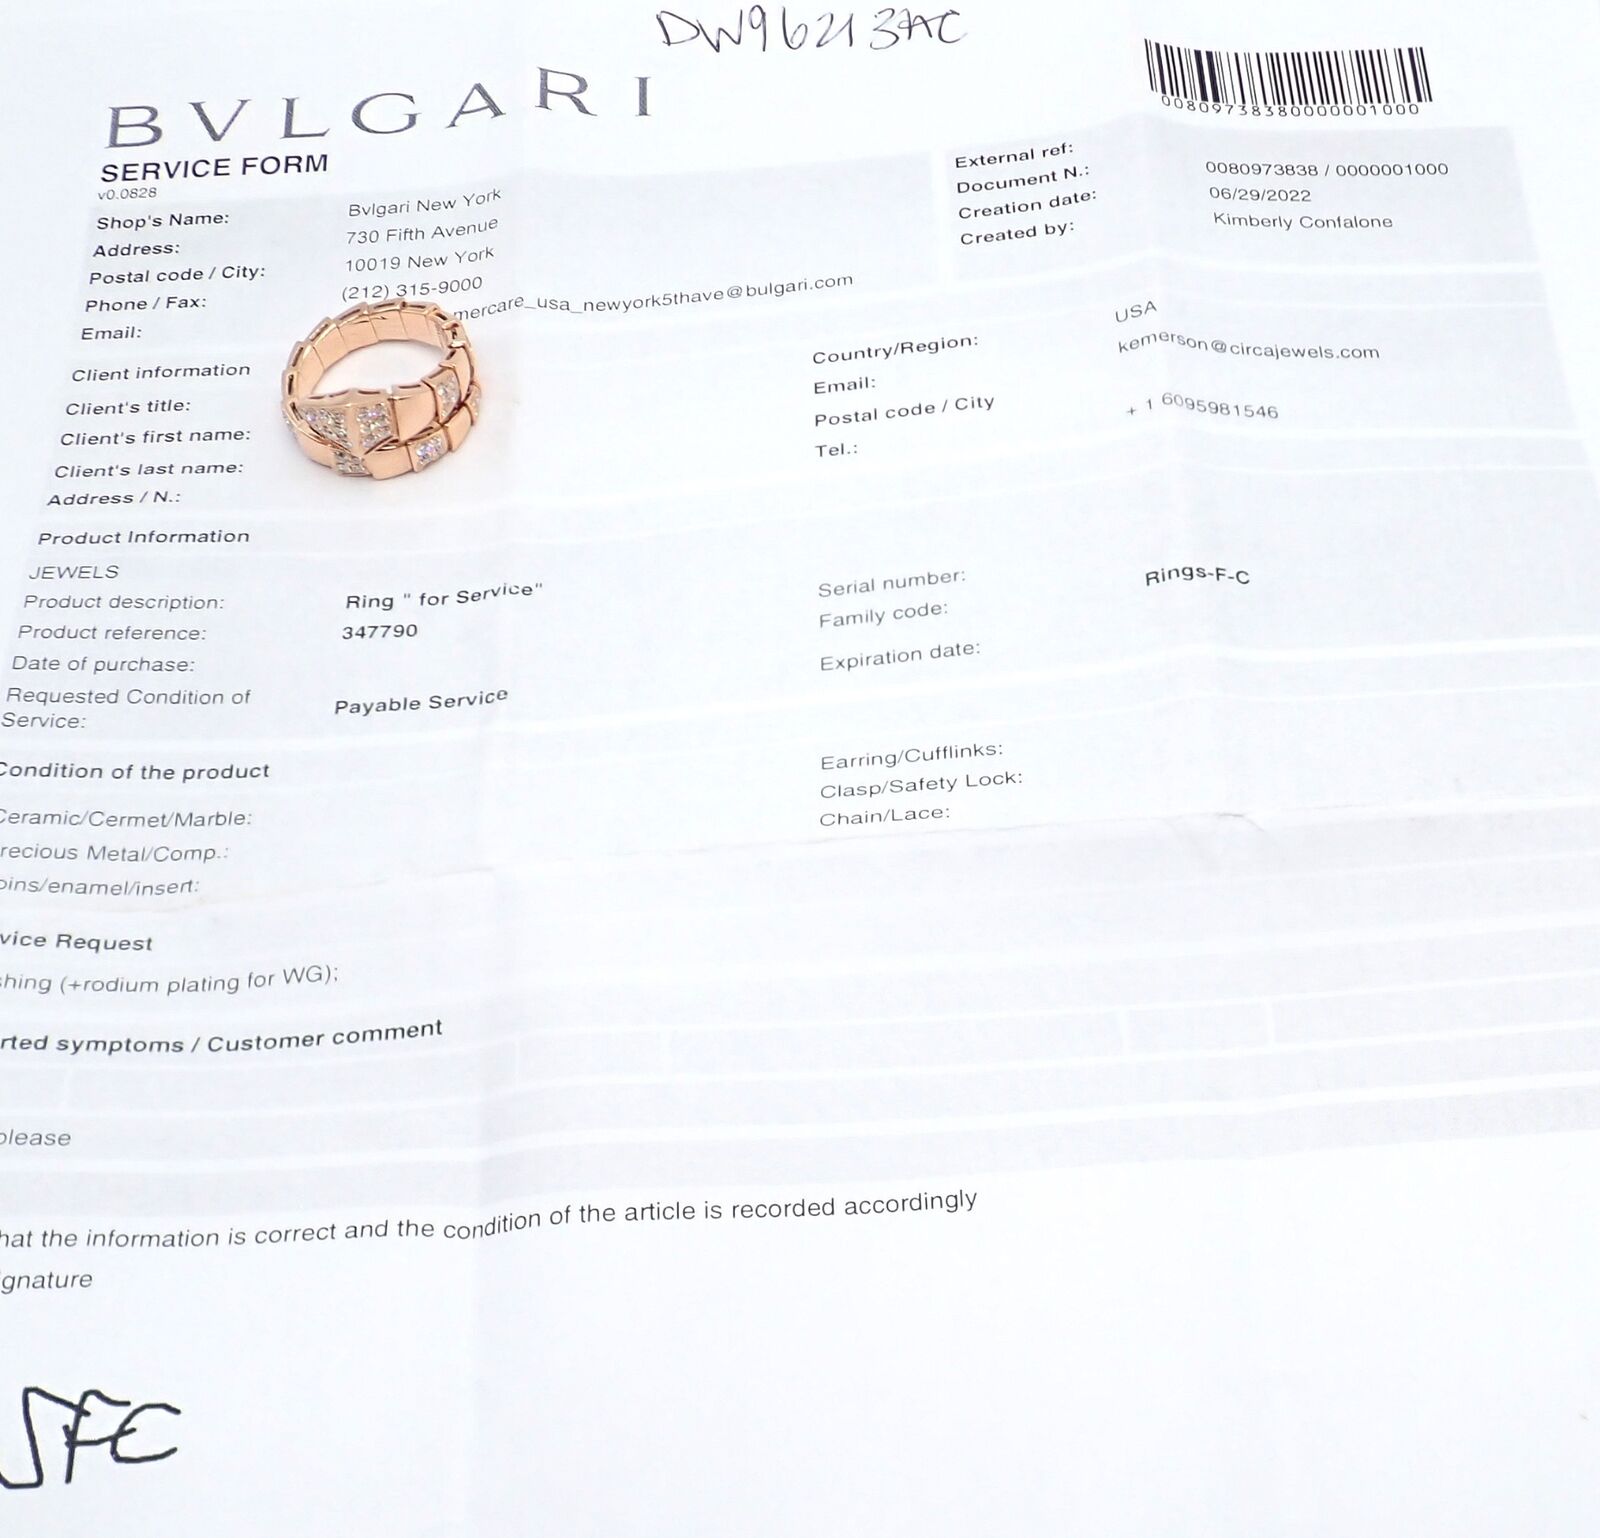 DW96213AC
BVLGARI
00809738380000001000
SERVICE FORM
v0.0828
Shop's Name: Bvlgari New York
Address: 730 Fifth Avenue
Postal code / City: 10019 New York
Phone / Fax: (212) 315-9000
Email: mercare_usa_newyork5thave@bulgari.com
External ref:
Document N.: 0080973838 / 0000001000
Creation date: 06/29/2022
Created by: Kimberly Confalone
Client information
Client's title:
Client's first name:
Client's last name:
Address / N.:
Country/Region: USA
Email: kemerson@circajewels.com
Postal code / City
Tel.: + 1 6095981546
Product Information
JEWELS
Product description: Ring " for Service"
Product reference: 347790
Date of purchase:
Requested Condition of
Service: Payable Service
Serial number:
Family code: Rings-F-C
Expiration date:
Condition of the product
Ceramic/Cermet/Marble:
recious Metal/Comp.:
oins/enamel/insert:
Earring/Cufflinks:
Clasp/Safety Lock:
Chain/Lace:
vice Request
shing (+rodium plating for WG);
rted symptoms / Customer comment
please
hat the information is correct and the condition of the article is recorded accordingly
ignature